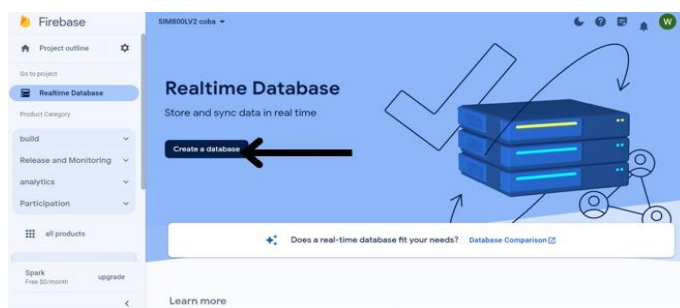 Firebase
SIM800LV2 coba
W
Project outline
Go to project
Realtime Database
Product Category
build
Release and Monitoring
analytics
Participation
all products
Spark
Free $0/month
upgrade
Realtime Database
Store and sync data in real time
Create a database
Does a real-time database fit your needs? Database Comparison
Learn more